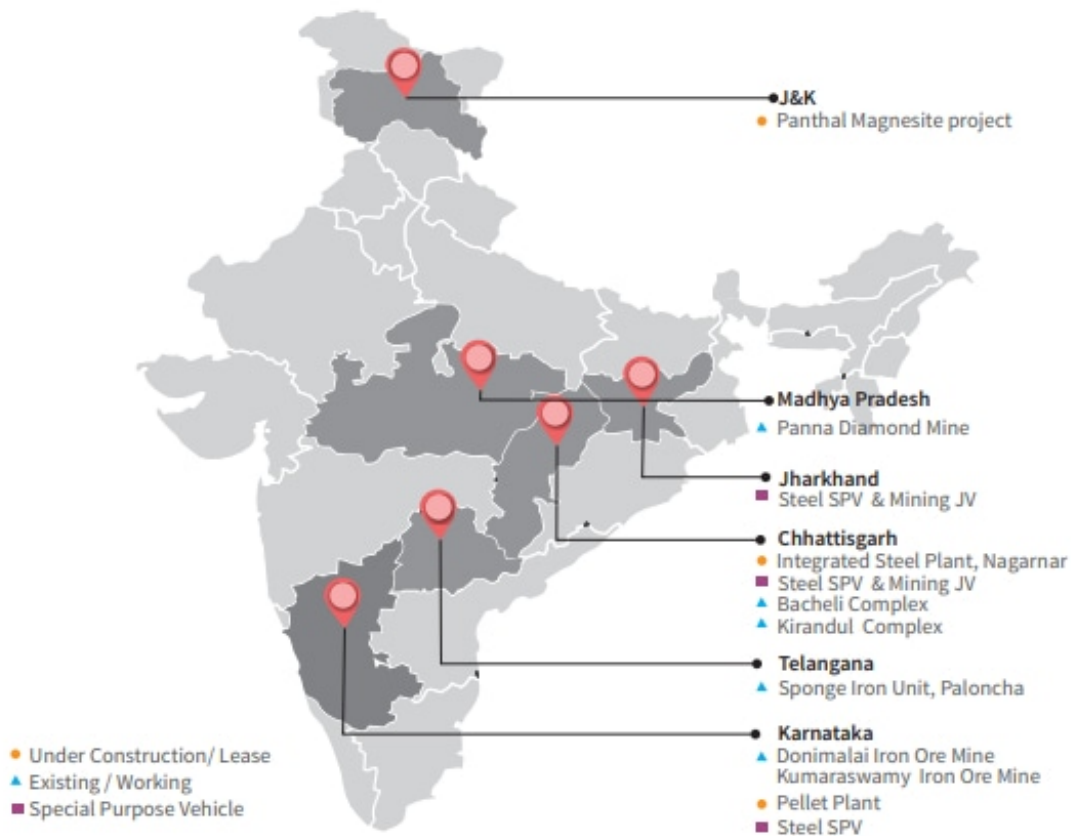 J&K
Panthal Magnesite project
Madhya Pradesh
Panna Diamond Mine
Jharkhand
Steel SPV & Mining JV
Chhattisgarh
Integrated Steel Plant, Nagarnar
Steel SPV & Mining JV
Bacheli Complex
Kirandul Complex
Telangana
Sponge Iron Unit, Paloncha
Karnataka
Donimalai Iron Ore Mine
Kumaraswamy Iron Ore Mine
Pellet Plant
Steel SPV
Under Construction/ Lease
Existing / Working
Special Purpose Vehicle